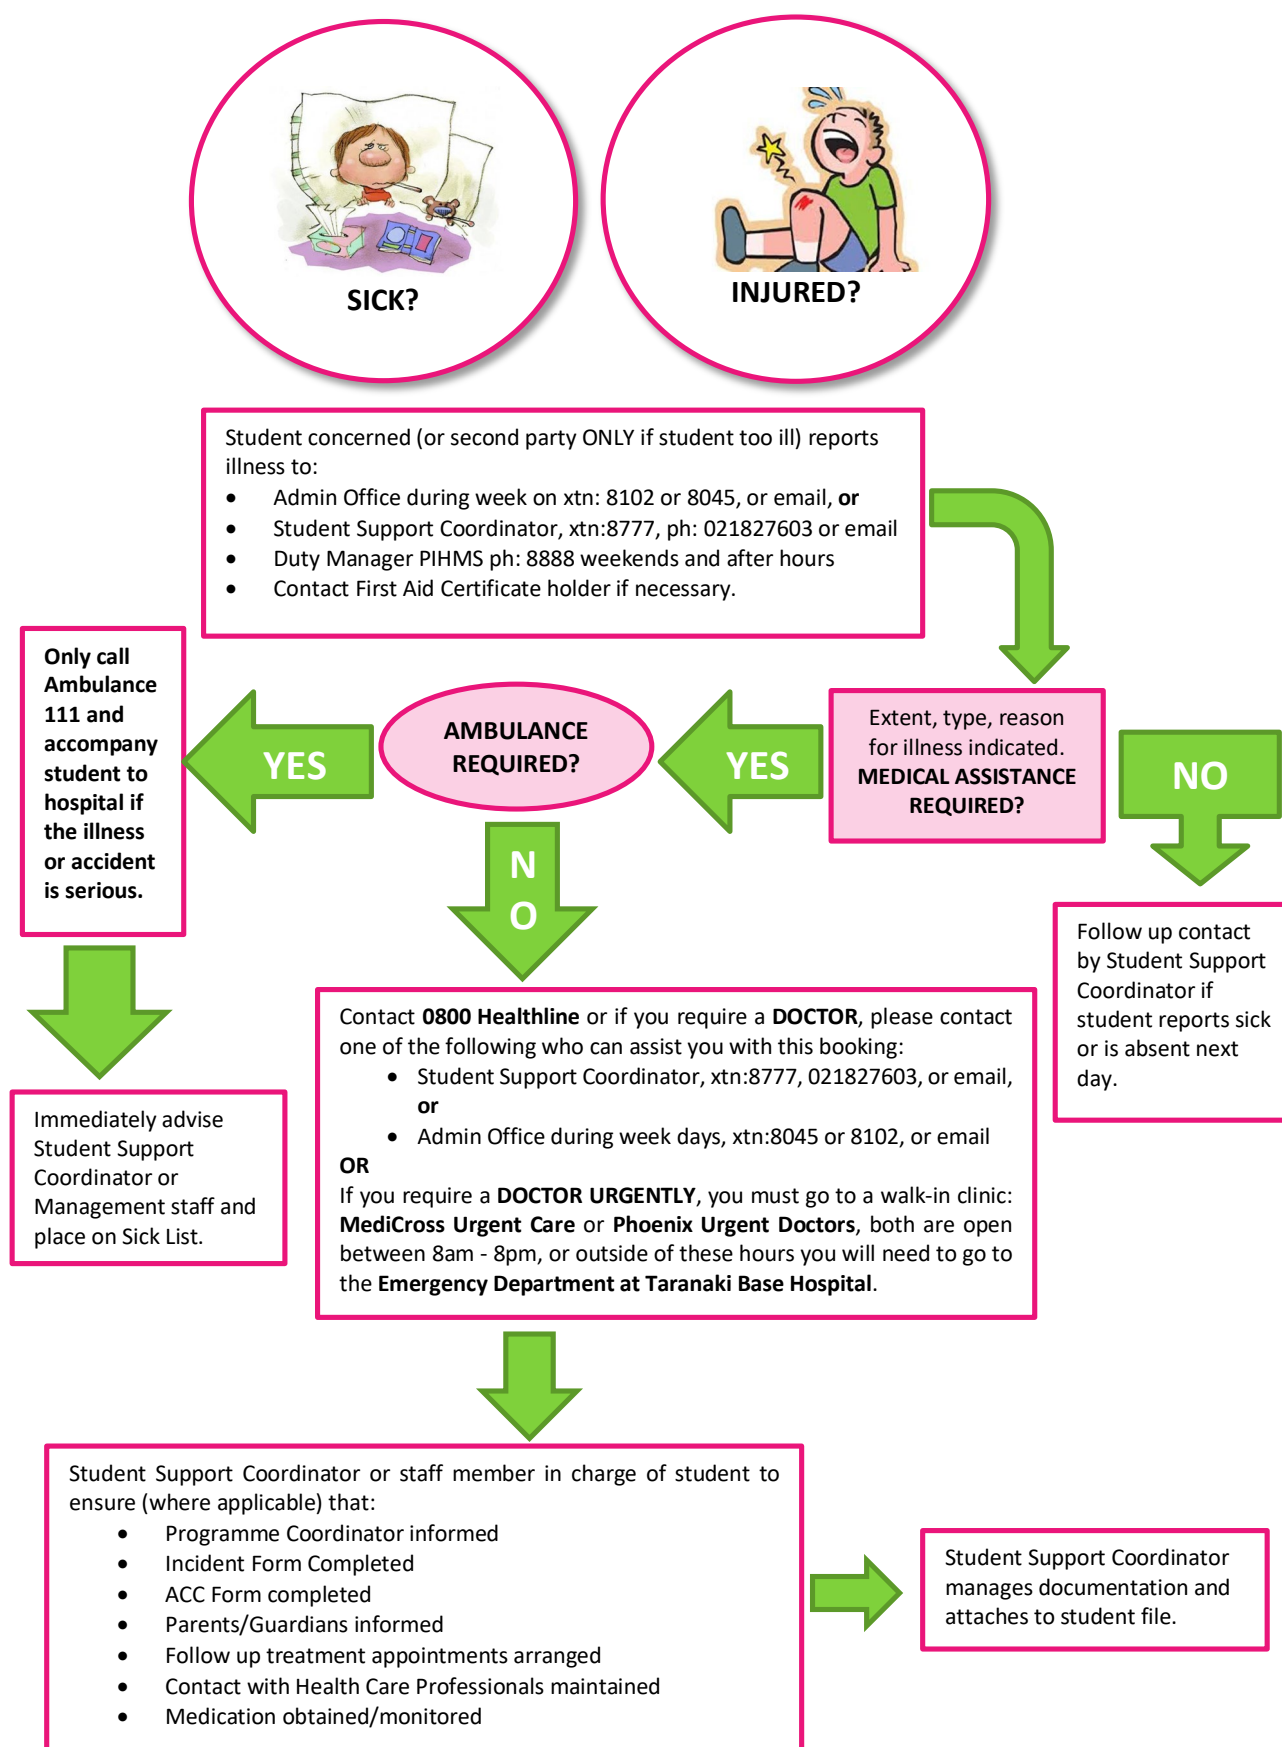 SICK?
INJURED?
Student concerned (or second party ONLY if student too ill) reports
illness to:
• Admin Office during week on xtn: 8102 or 8045, or email, or
• Student Support Coordinator, xtn:8777, ph: 021827603 or email
• Duty Manager PIHMS ph: 8888 weekends and after hours
• Contact First Aid Certificate holder if necessary.
Extent, type, reason
for illness indicated.
MEDICAL ASSISTANCE
REQUIRED?
NO
Follow up contact
by Student Support
Coordinator if
student reports sick
or is absent next
day.
YES
AMBULANCE
REQUIRED?
YES
Only call
Ambulance
111 and
accompany
student to
hospital if
the illness
or accident
is serious.
Immediately advise
Student Support
Coordinator or
Management staff and
place on Sick List.
N
O
Contact 0800 Healthline or if you require a DOCTOR, please contact
one of the following who can assist you with this booking:
• Student Support Coordinator, xtn:8777, 021827603, or email,
or
• Admin Office during week days, xtn:8045 or 8102, or email
OR
If you require a DOCTOR URGENTLY, you must go to a walk-in clinic:
MediCross Urgent Care or Phoenix Urgent Doctors, both are open
between 8am - 8pm, or outside of these hours you will need to go to
the Emergency Department at Taranaki Base Hospital.
Student Support Coordinator or staff member in charge of student to
ensure (where applicable) that:
• Programme Coordinator informed
• Incident Form Completed
• ACC Form completed
• Parents/Guardians informed
• Follow up treatment appointments arranged
• Contact with Health Care Professionals maintained
• Medication obtained/monitored
Student Support Coordinator
manages documentation and
attaches to student file.